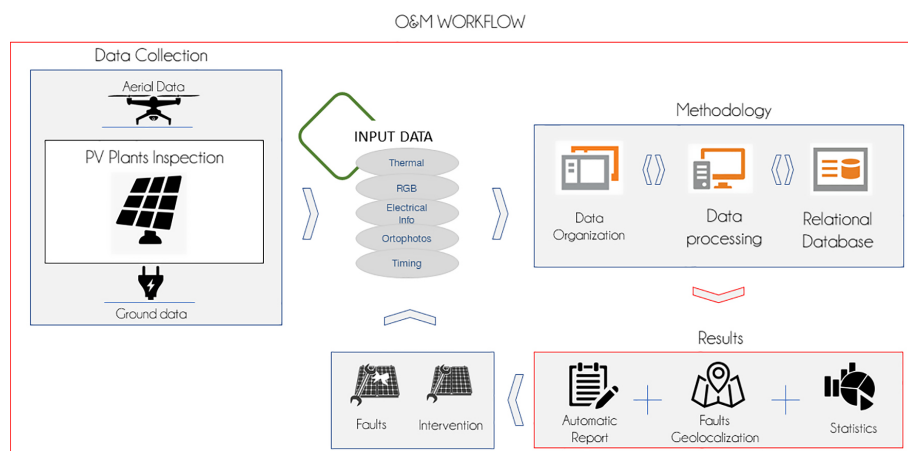 O&M WORKFLOW
Data Collection
Aerial Data
PV Plants Inspection
Ground data
INPUT DATA
Thermal
RGB
Electrical
Info
Ortophotos
Timing
Methodology
Data
Organization
Data
processing
Relational
Database
Results
Automatic
Report
Faults
Geolocalization
Statistics
Faults
Intervention